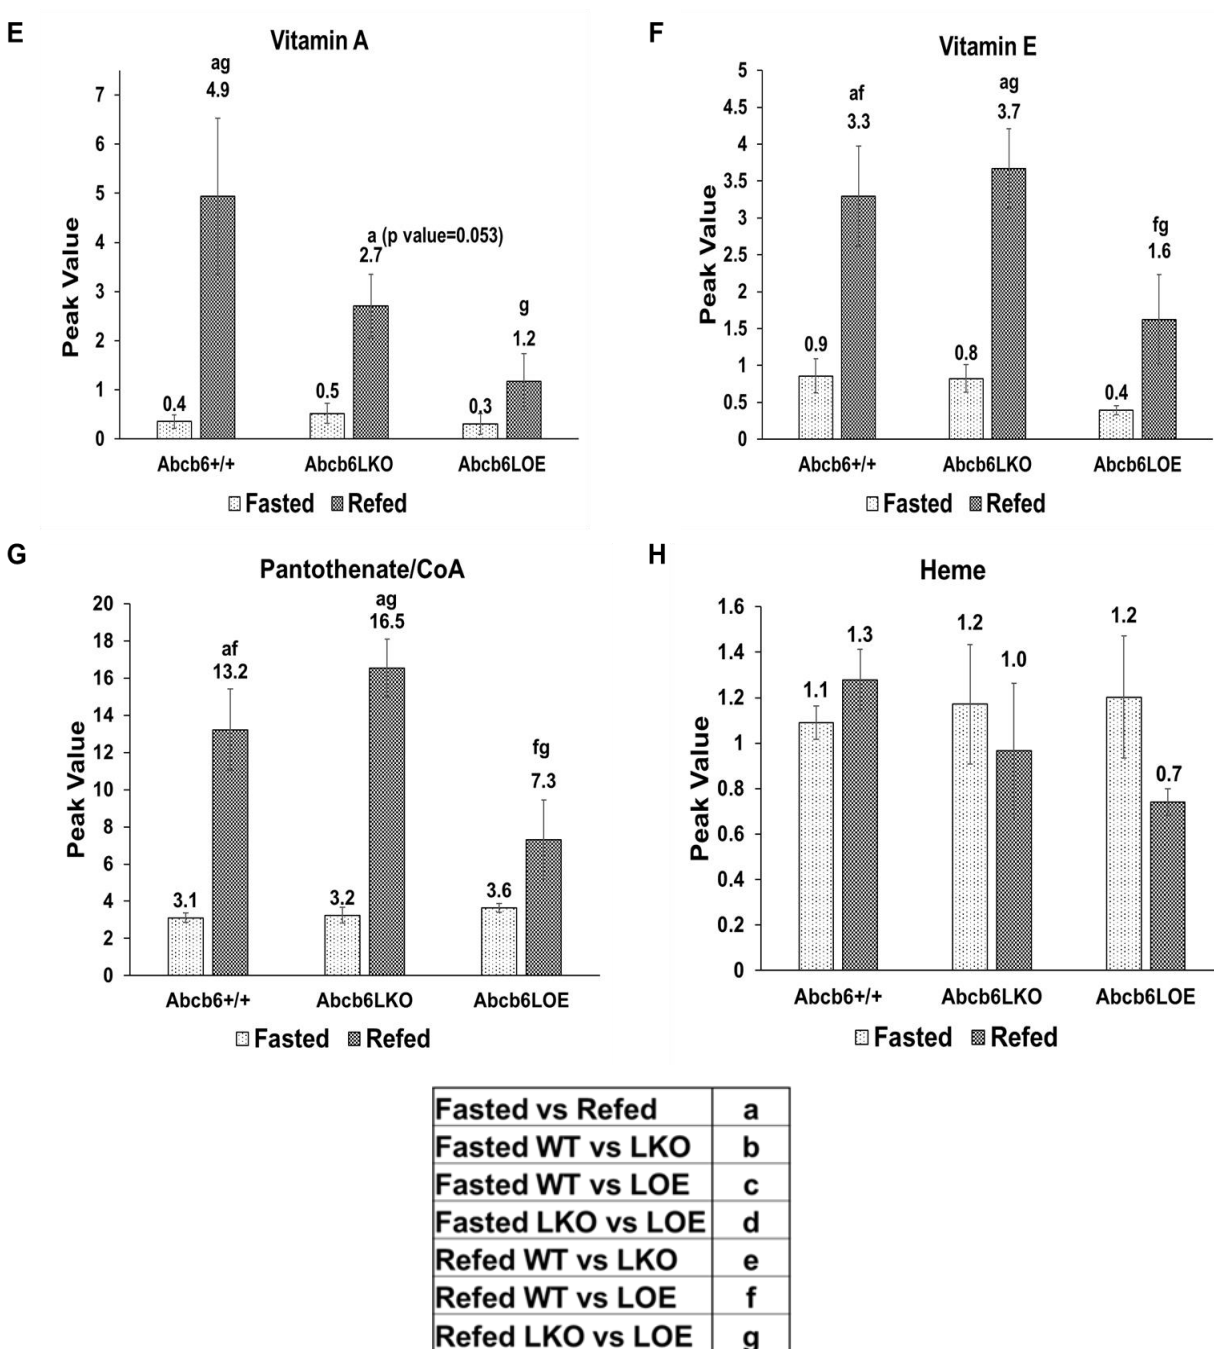 E
Vitamin A
ag
4.9
a (p value=0.053)
2.7
g
1.2
0.4
0.5
0.3
7
6
5
4
3
2
1
0
Peak Value
Abcb6+/+ Abcb6LKO Abcb6LOE
Fasted Refed
F
Vitamin E
af
3.3
ag
3.7
fg
1.6
0.9
0.8
0.4
5
4.5
4
3.5
3
2.5
2
1.5
1
0.5
0
Peak Value
Abcb6+/+ Abcb6LKO Abcb6LOE
Fasted Refed
G
Pantothenate/CoA
af
13.2
ag
16.5
fg
7.3
3.1
3.2
3.6
20
18
16
14
12
10
8
6
4
2
0
Peak Value
Abcb6+/+ Abcb6LKO Abcb6LOE
Fasted Refed
H
Heme
1.1
1.3
1.2
1.0
1.2
0.7
1.6
1.4
1.2
1
0.8
0.6
0.4
0.2
0
Peak Value
Abcb6+/+ Abcb6LKO Abcb6LOE
Fasted Refed
Fasted vs Refed a
Fasted WT vs LKO b
Fasted WT vs LOE c
Fasted LKO vs LOE d
Refed WT vs LKO e
Refed WT vs LOE f
Refed LKO vs LOE g